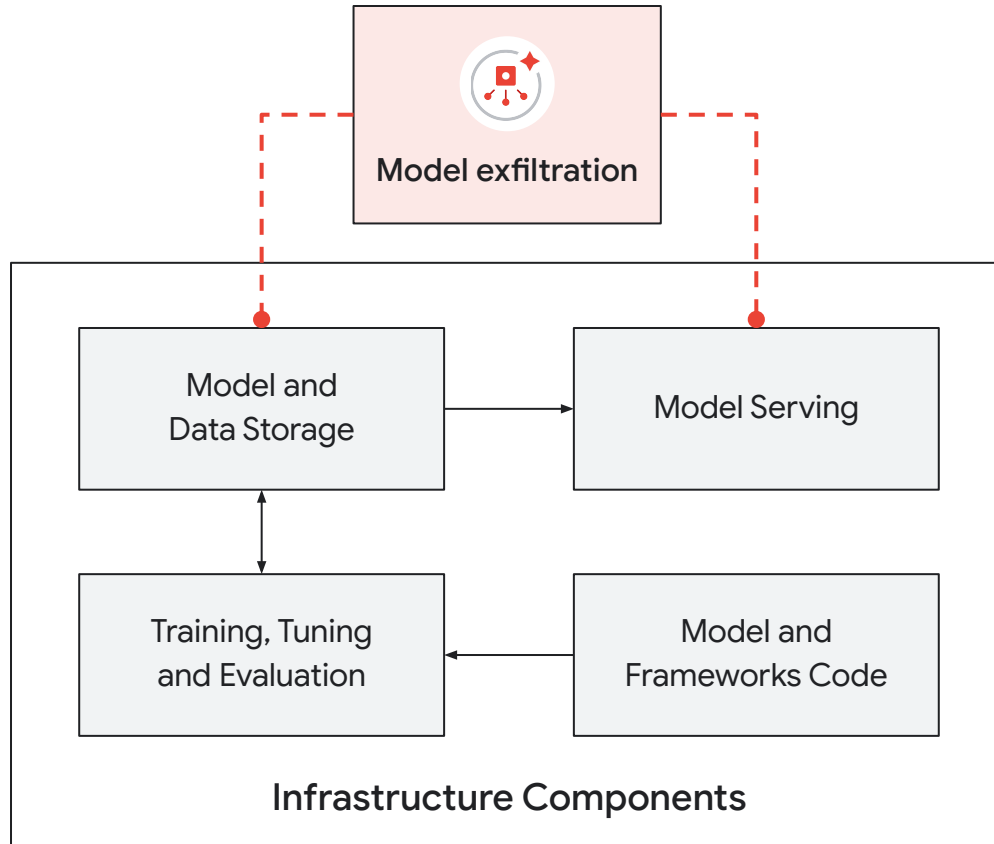 Model exfiltration
Model and
Data Storage
Model Serving
Training, Tuning
and Evaluation
Model and
Frameworks Code
Infrastructure Components